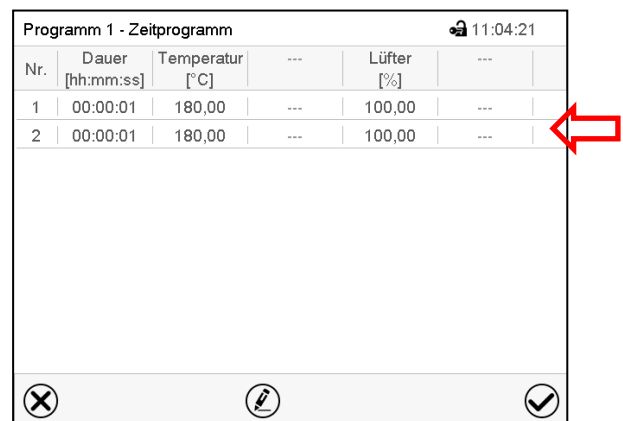 Programm 1 - Zeitprogramm 11:04:21
Nr. Dauer [hh:mm:ss] Temperatur [°C] --- Lüfter [%] ---
1 00:00:01 180,00 --- 100,00 ---
2 00:00:01 180,00 --- 100,00 ---